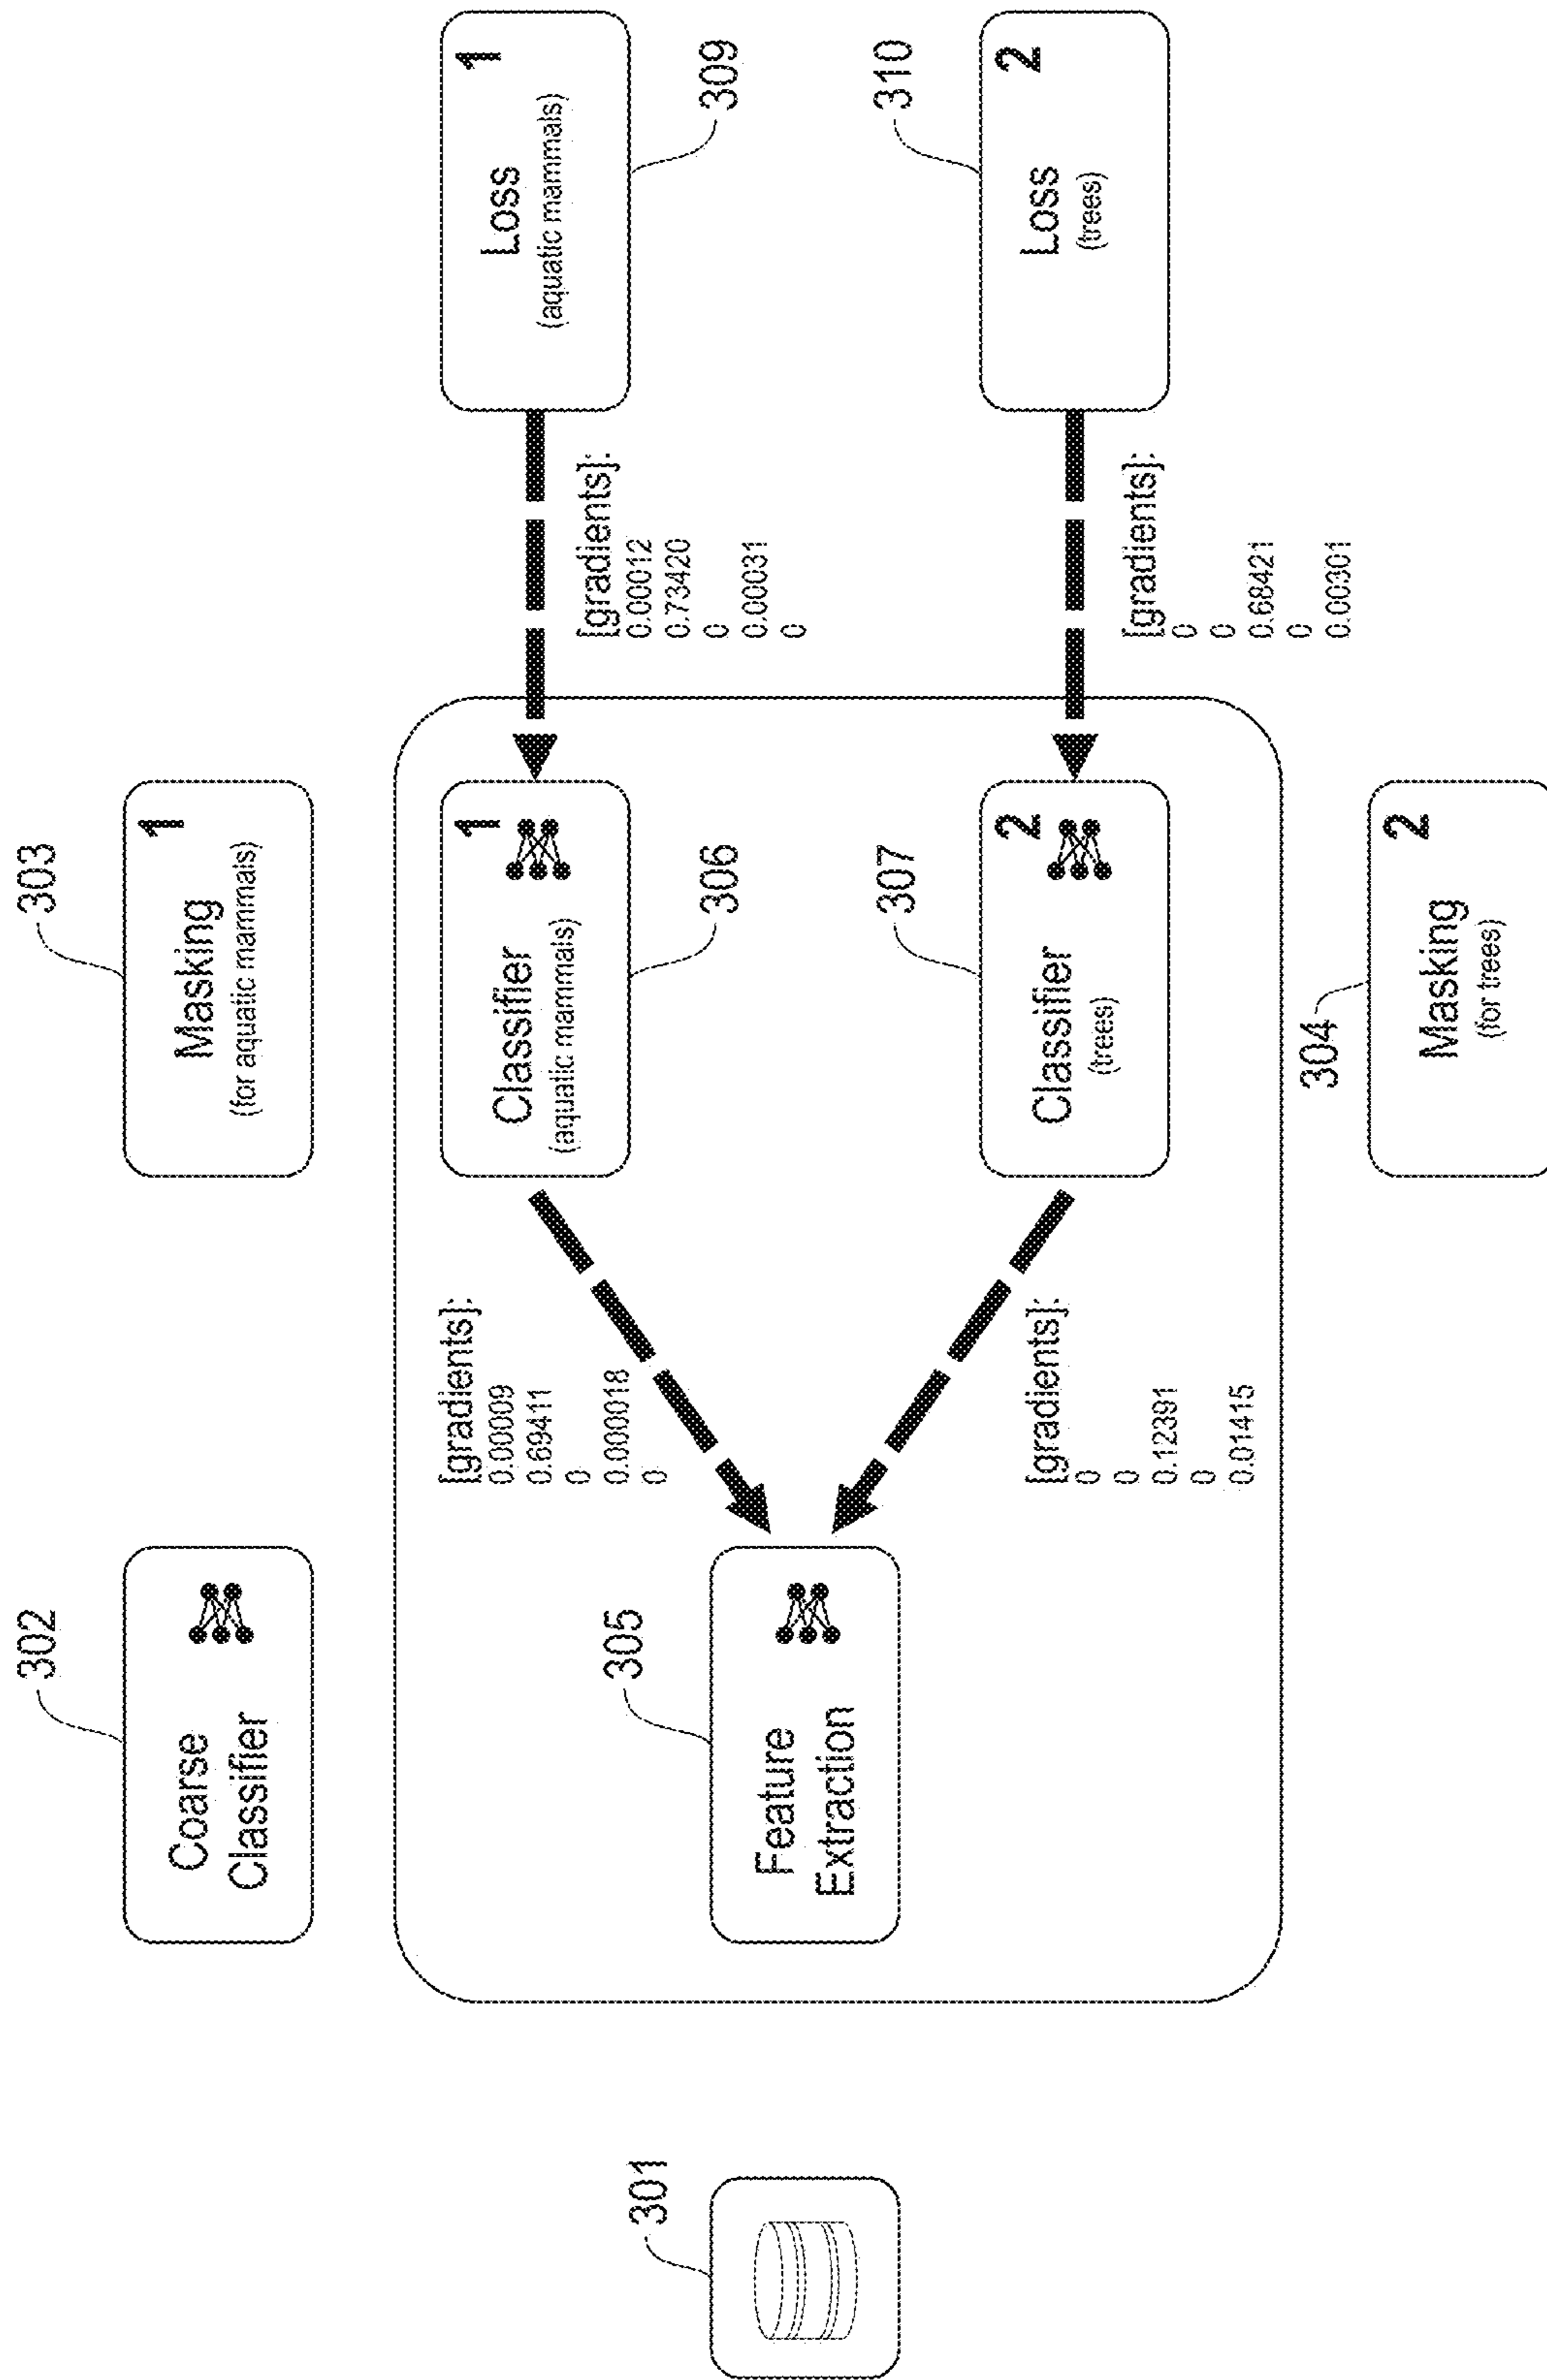 302
Coarse
Classifier
303
Masking
1
(for aquatic mammals)
301
305
Feature
Extraction
[gradients]:
0.00009
0.69411
0
0.000018
0
[gradients]:
0
0
0.12391
0
0.01415
Classifier
1
(aquatic mammals)
306
307
Classifier
2
(trees)
[gradients]:
0.00012
0.73420
0
0.00031
0
[gradients]:
0
0
0.68421
0
0.00301
Loss
1
(aquatic mammals)
309
310
Loss
2
(trees)
304
Masking
2
(for trees)